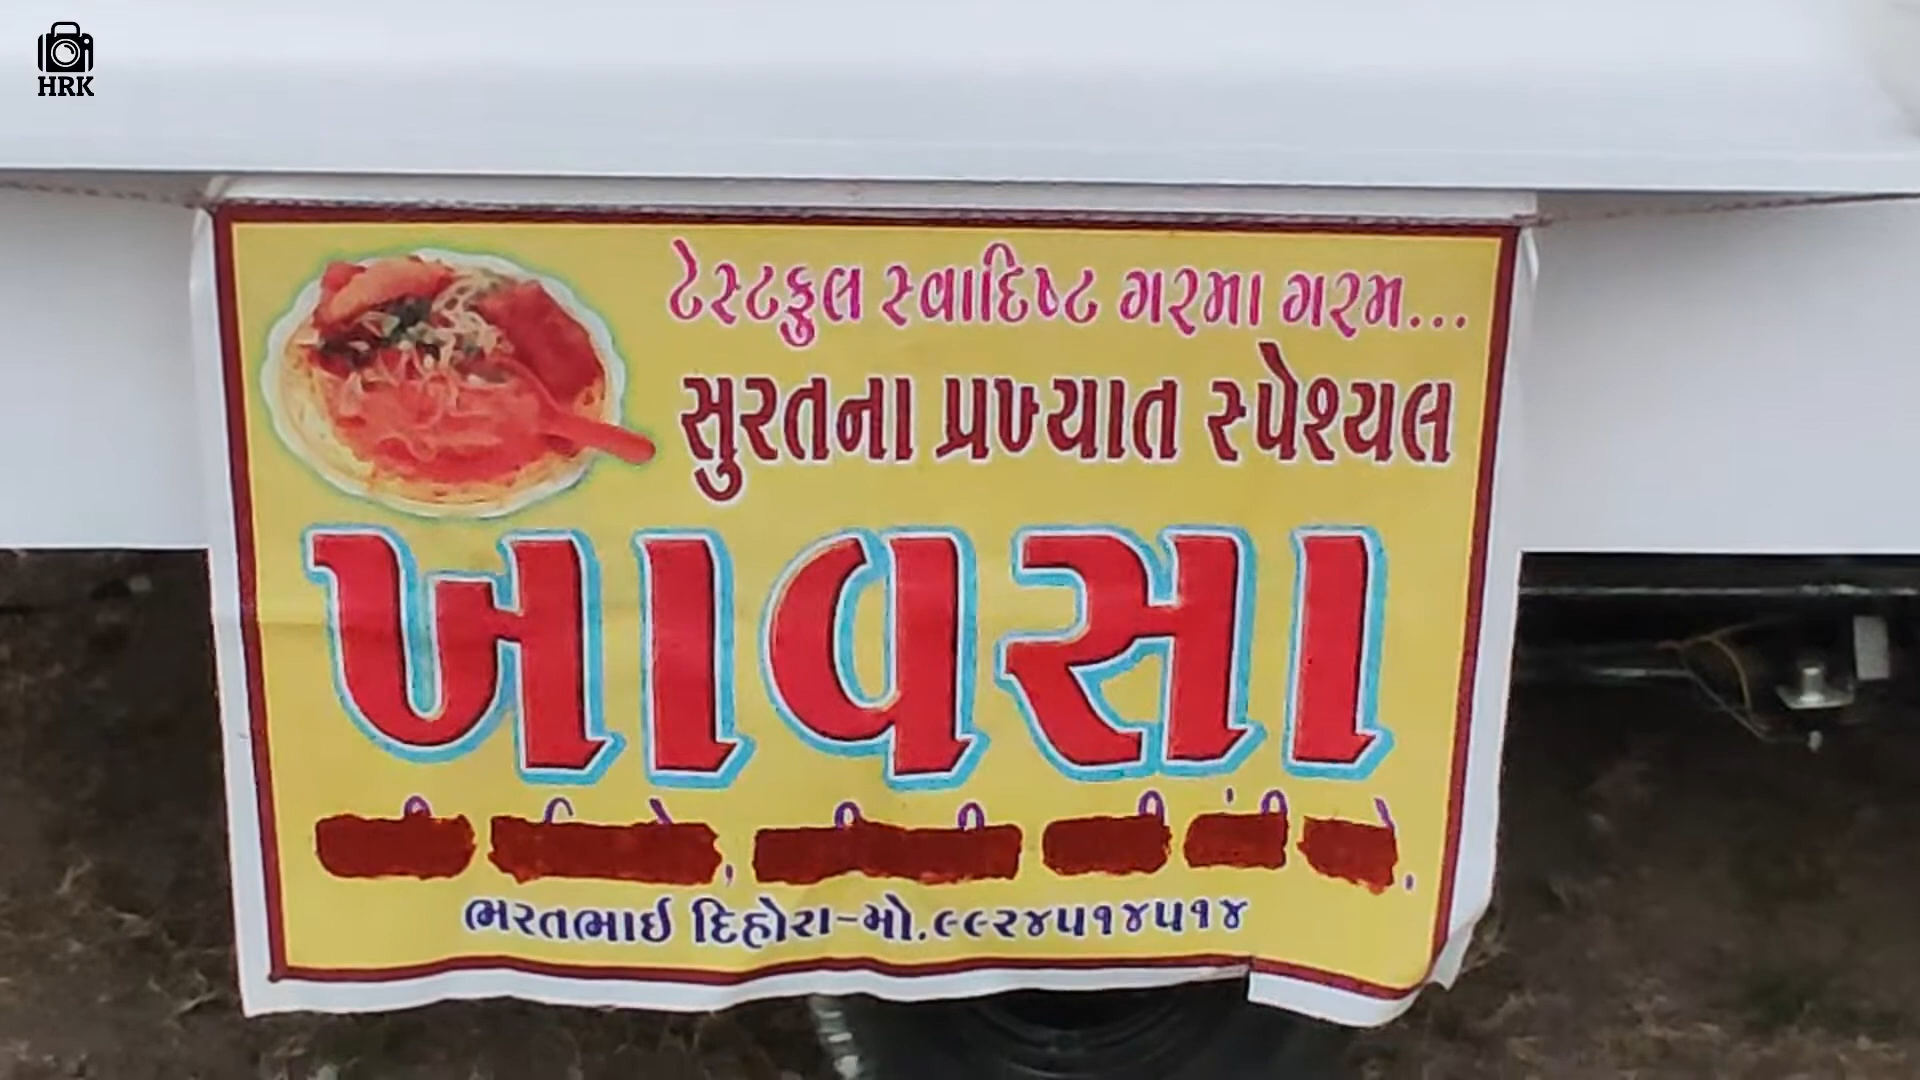 HRK
ટેસ્ટફુલ સ્વાદિષ્ટ ગરમા ગરમ...
સુરતના પ્રખ્યાત સ્પેશ્યલ
ખાવસા
ભરતભાઇ દિહોરા-મો.૯૯૨૪૫૧૪૫૧૪